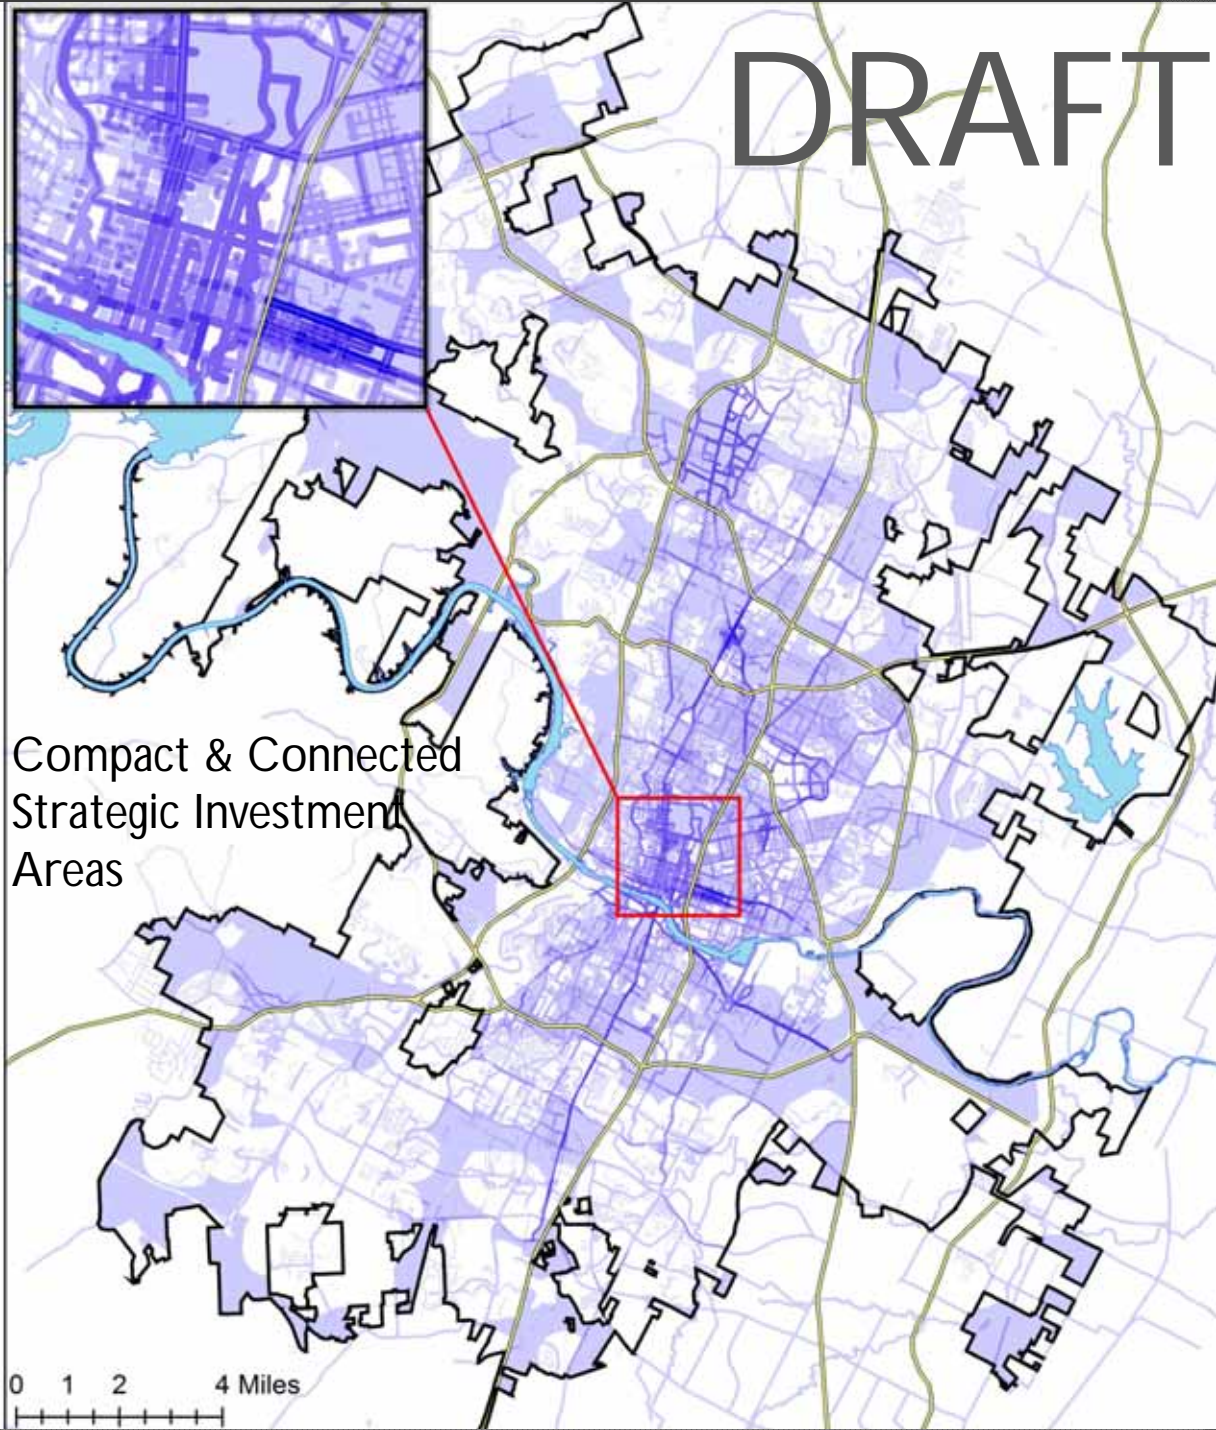 DRAFT
Compact & Connected
Strategic Investment
Areas
0 1 2 4 Miles